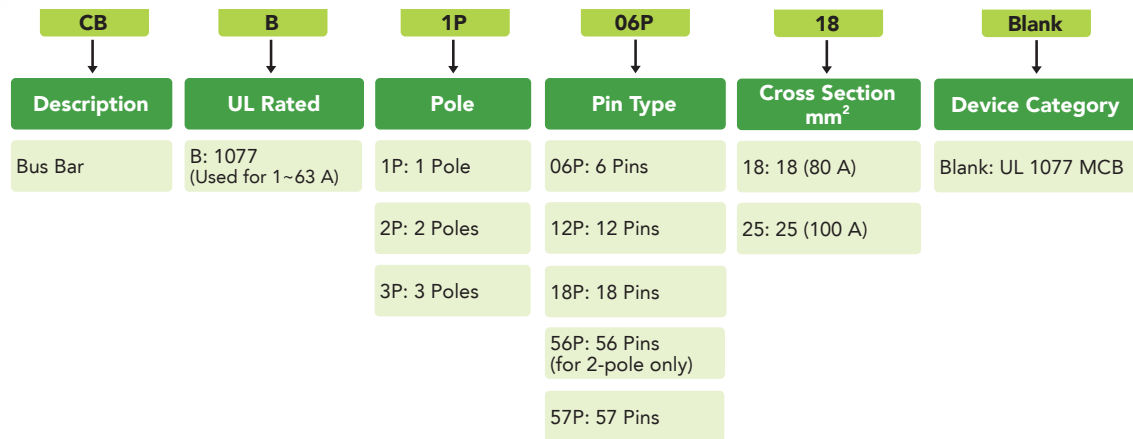 CB B 1P 06P 18 Blank
Description UL Rated Pole Pin Type Cross Section mm² Device Category
Bus Bar
B: 1077
(Used for 1~63 A)
1P: 1 Pole
06P: 6 Pins
18: 18 (80 A)
Blank: UL 1077 MCB
2P: 2 Poles
12P: 12 Pins
25: 25 (100 A)
3P: 3 Poles
18P: 18 Pins
56P: 56 Pins
(for 2-pole only)
57P: 57 Pins